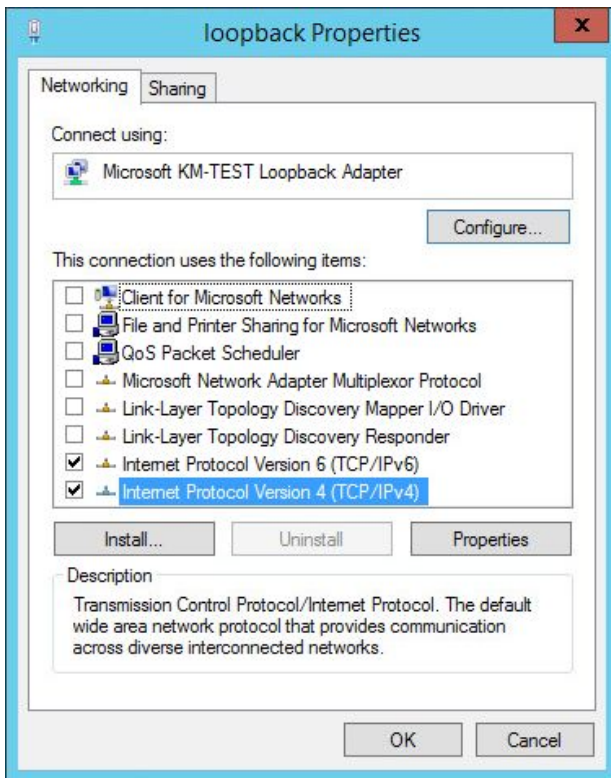 loopback Properties
x
Networking
Sharing
Connect using:
Microsoft KM-TEST Loopback Adapter
Configure...
This connection uses the following items:
Client for Microsoft Networks
File and Printer Sharing for Microsoft Networks
QoS Packet Scheduler
Microsoft Network Adapter Multiplexor Protocol
Link-Layer Topology Discovery Mapper I/O Driver
Link-Layer Topology Discovery Responder
Internet Protocol Version 6 (TCP/IPv6)
Internet Protocol Version 4 (TCP/IPv4)
Install...
Uninstall
Properties
Description
Transmission Control Protocol/Internet Protocol. The default
wide area network protocol that provides communication
across diverse interconnected networks.
OK
Cancel